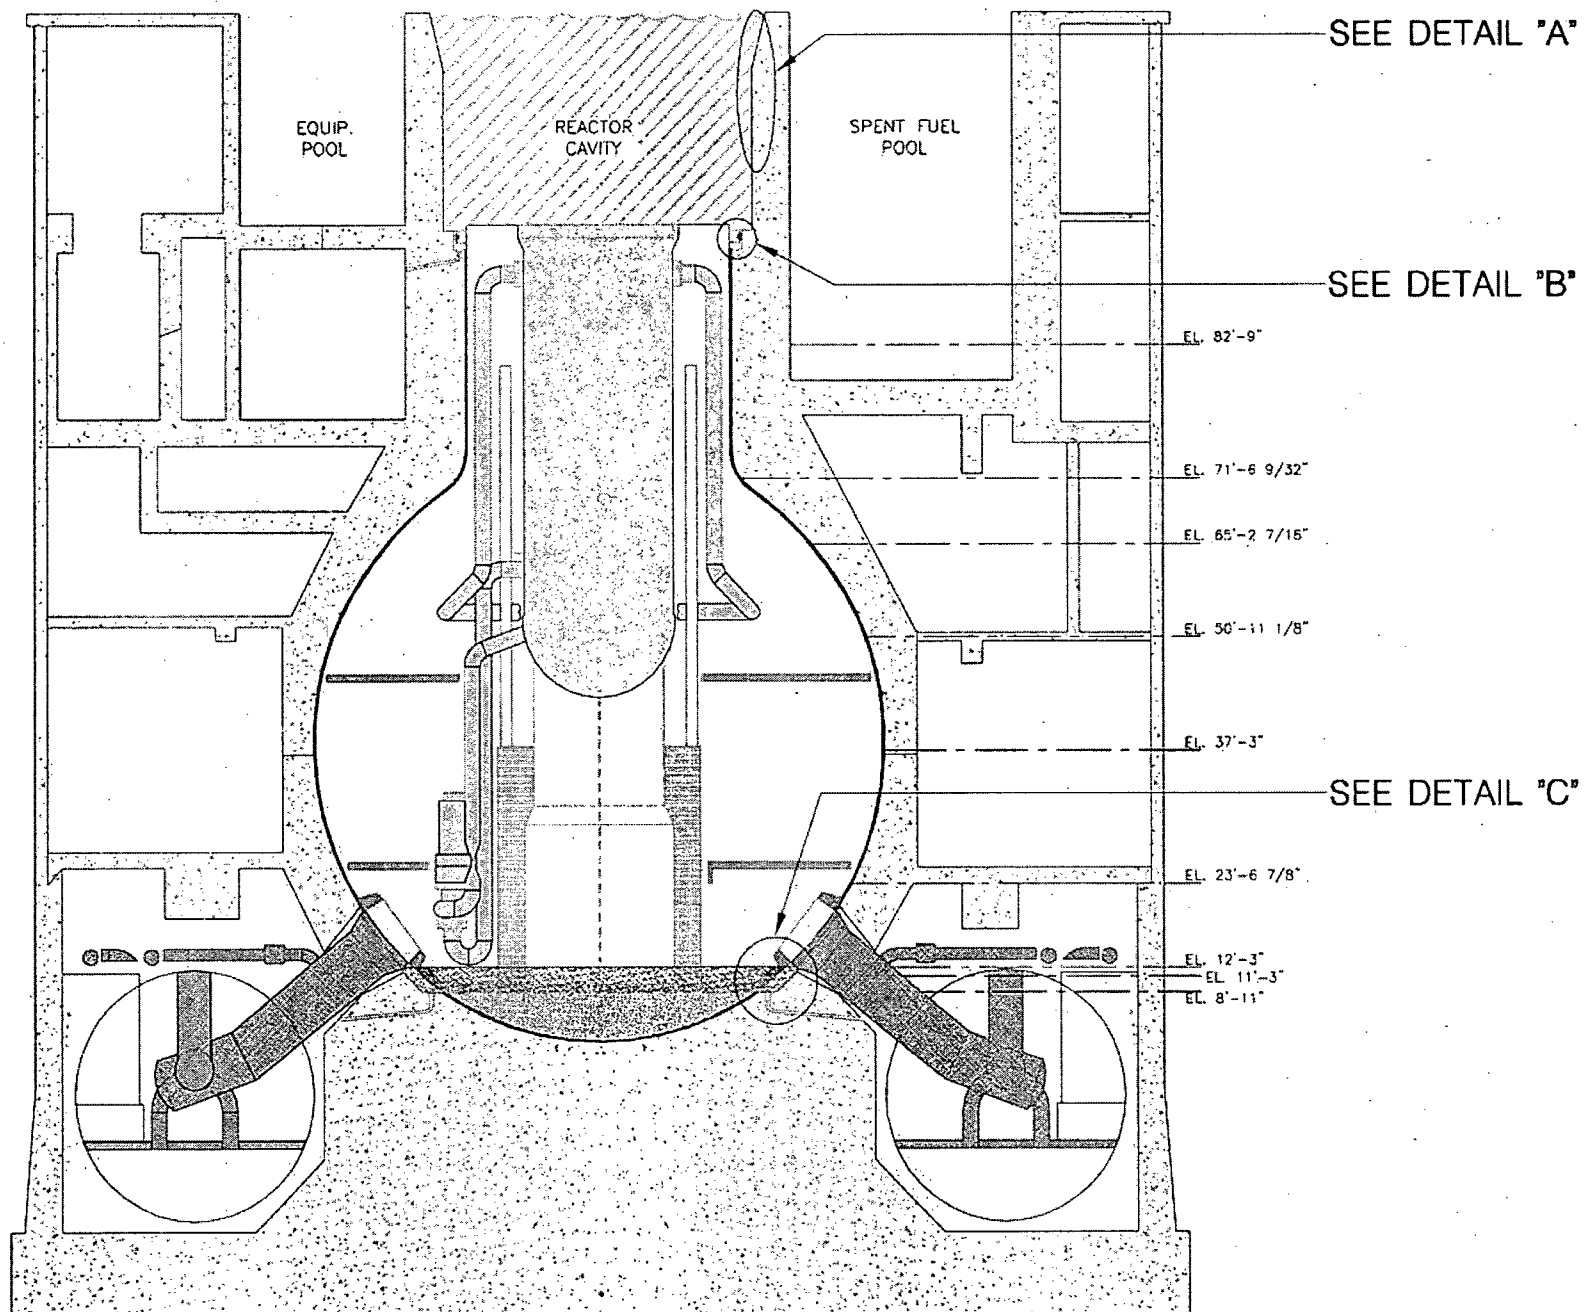 SEE DETAIL "A"
EQUIP.
POOL
REACTOR
CAVITY
SPENT FUEL
POOL
SEE DETAIL "B"
EL. 82'-9"
EL. 71'-6 9/32"
EL. 65'-2 7/16"
EL. 50'-11 1/8"
EL. 37'-3"
SEE DETAIL "C"
EL. 23'-6 7/8"
EL. 12'-3"
EL. 11'-3"
EL. 8'-11"